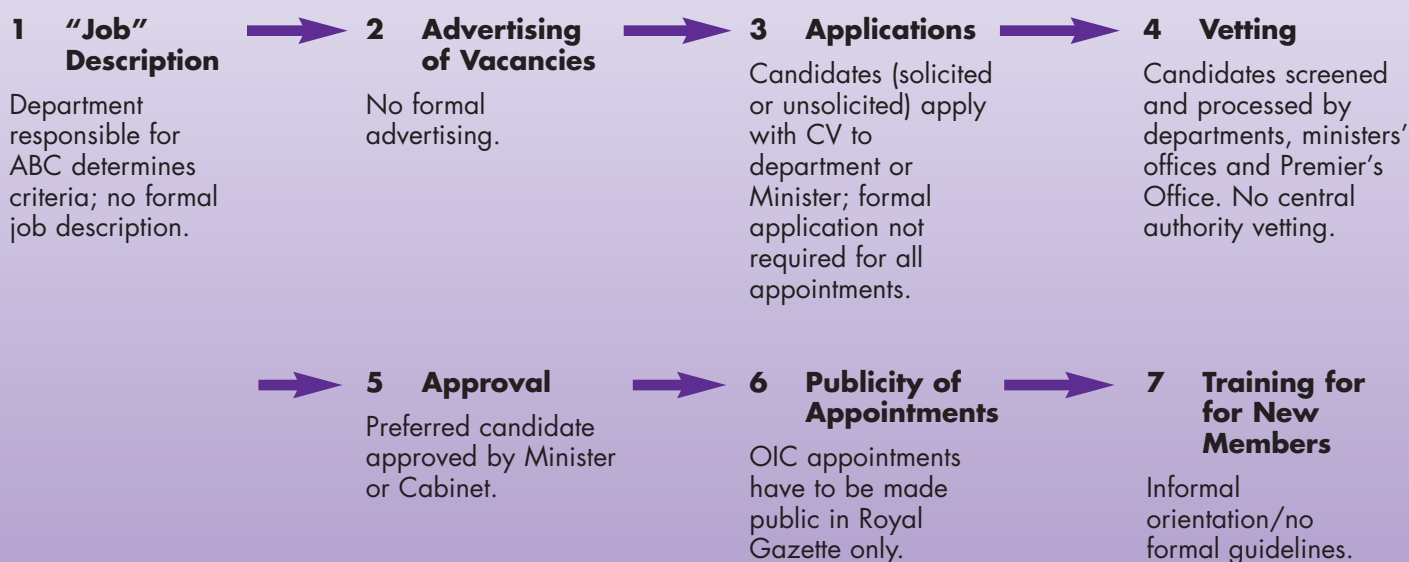 1 “Job”
Description
Department
responsible for
ABC determines
criteria; no formal
job description.
2 Advertising
of Vacancies
No formal
advertising.
3 Applications
Candidates (solicited
or unsolicited) apply
with CV to
department or
Minister; formal
application not
required for all
appointments.
4 Vetting
Candidates screened
and processed by
departments, ministers’
offices and Premier’s
Office. No central
authority vetting.
5 Approval
Preferred candidate
approved by Minister
or Cabinet.
6 Publicity of
Appointments
OIC appointments
have to be made
public in Royal
Gazette only.
7 Training for
for New
Members
Informal
orientation/no
formal guidelines.